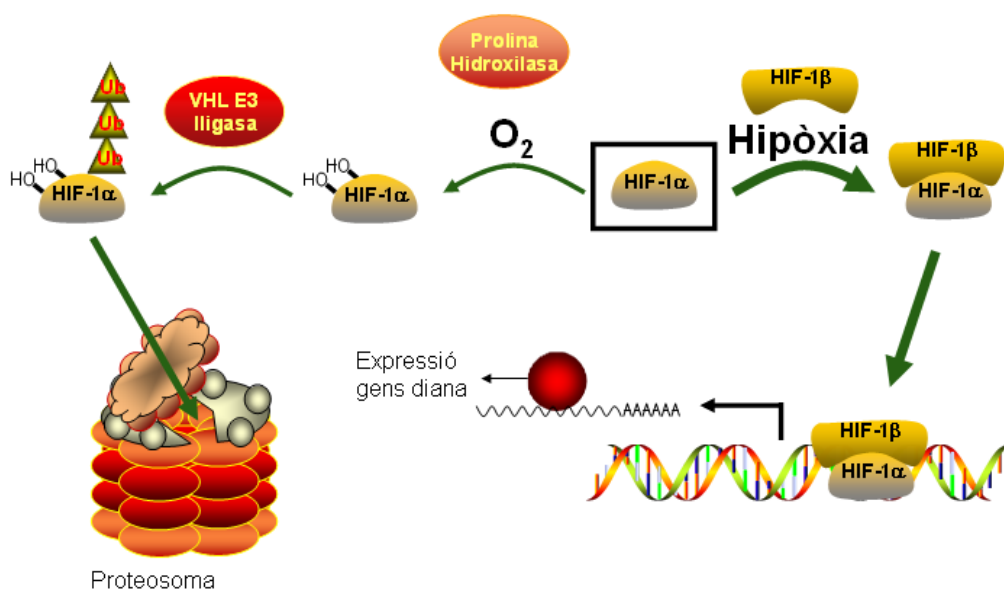 Prolina
Hidroxilasa
HIF-1β
Ub
Ub
Ub
VHL E3
lligasa
O₂
Hipòxia
HIF-1β
HIF-1α
HO
HO
HIF-1α
HO
HO
HIF-1α
HIF-1α
Expressió
gens diana
AAAAAA
HIF-1β
HIF-1α
Proteosoma